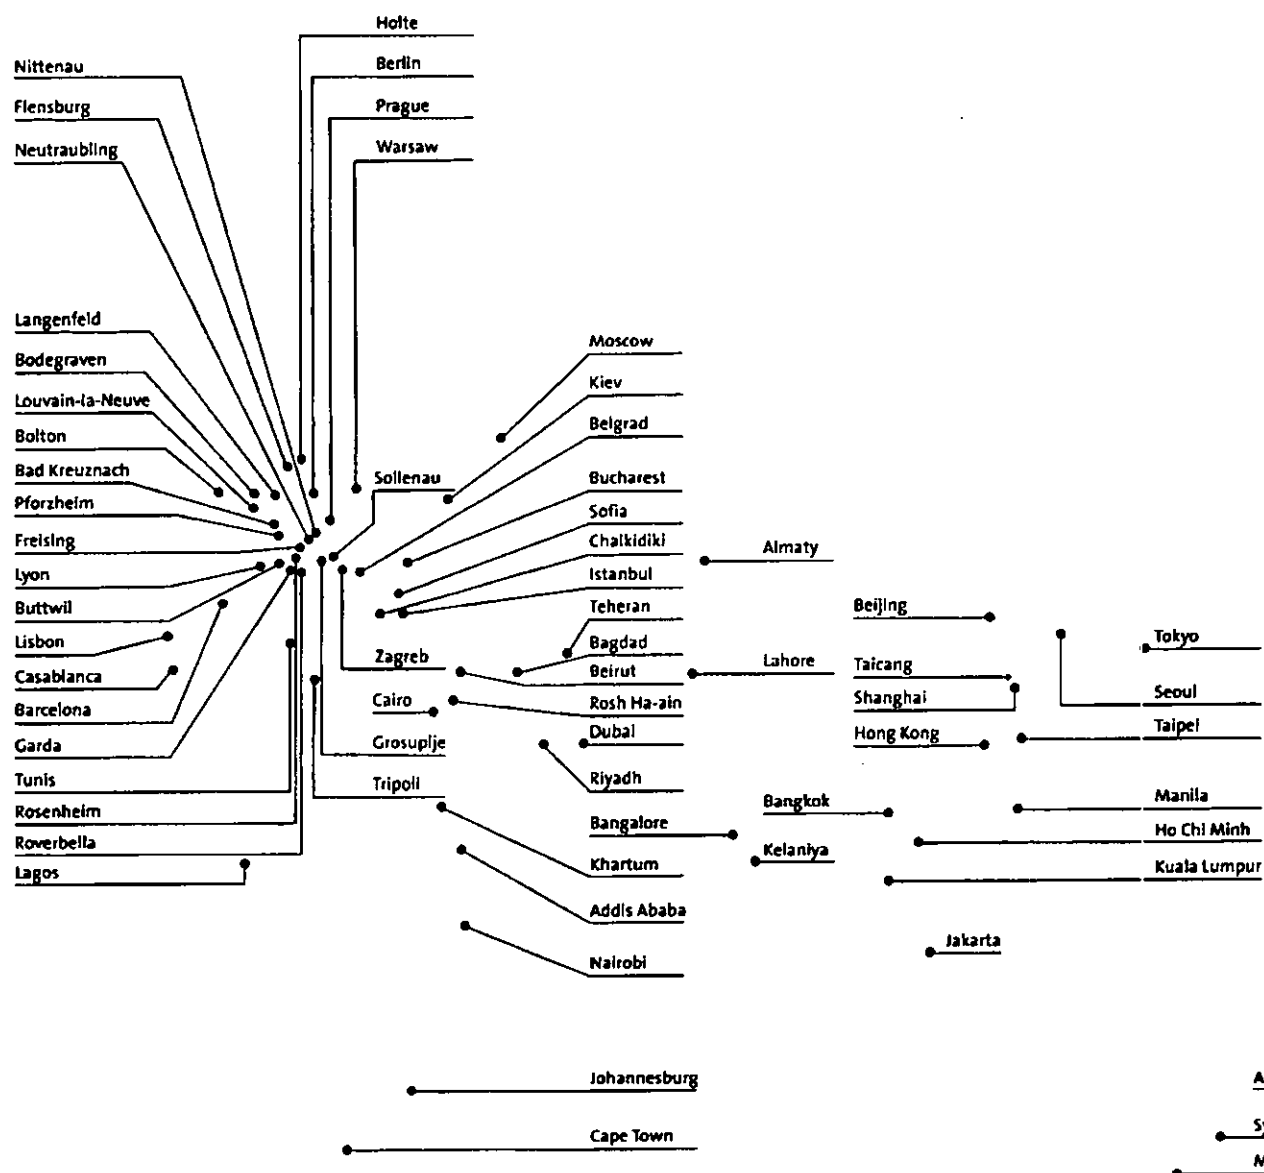 Holte
Berlin
Prague
Warsaw
Nittenau
Flensburg
Neutraubling
Langenfeld
Bodegraven
Louvain-la-Neuve
Bolton
Bad Kreuznach
Pforzheim
Freising
Lyon
Buttwil
Lisbon
Casablanca
Barcelona
Garda
Tunis
Rosenheim
Roverbella
Lagos
Sollenau
Zagreb
Cairo
Grosuplje
Tripoli
Moscow
Kiev
Belgrad
Bucharest
Sofia
Chalkidiki
Istanbul
Teheran
Bagdad
Beirut
Rosh Ha-ain
Dubai
Riyadh
Bangalore
Khartum
Addis Ababa
Nairobi
Johannesburg
Cape Town
Almaty
Lahore
Bangkok
Kelaniya
Beijing
Taicang
Shanghai
Hong Kong
Jakarta
Tokyo
Seoul
Taipei
Manila
Ho Chi Minh
Kuala Lumpur
A
Sy
M